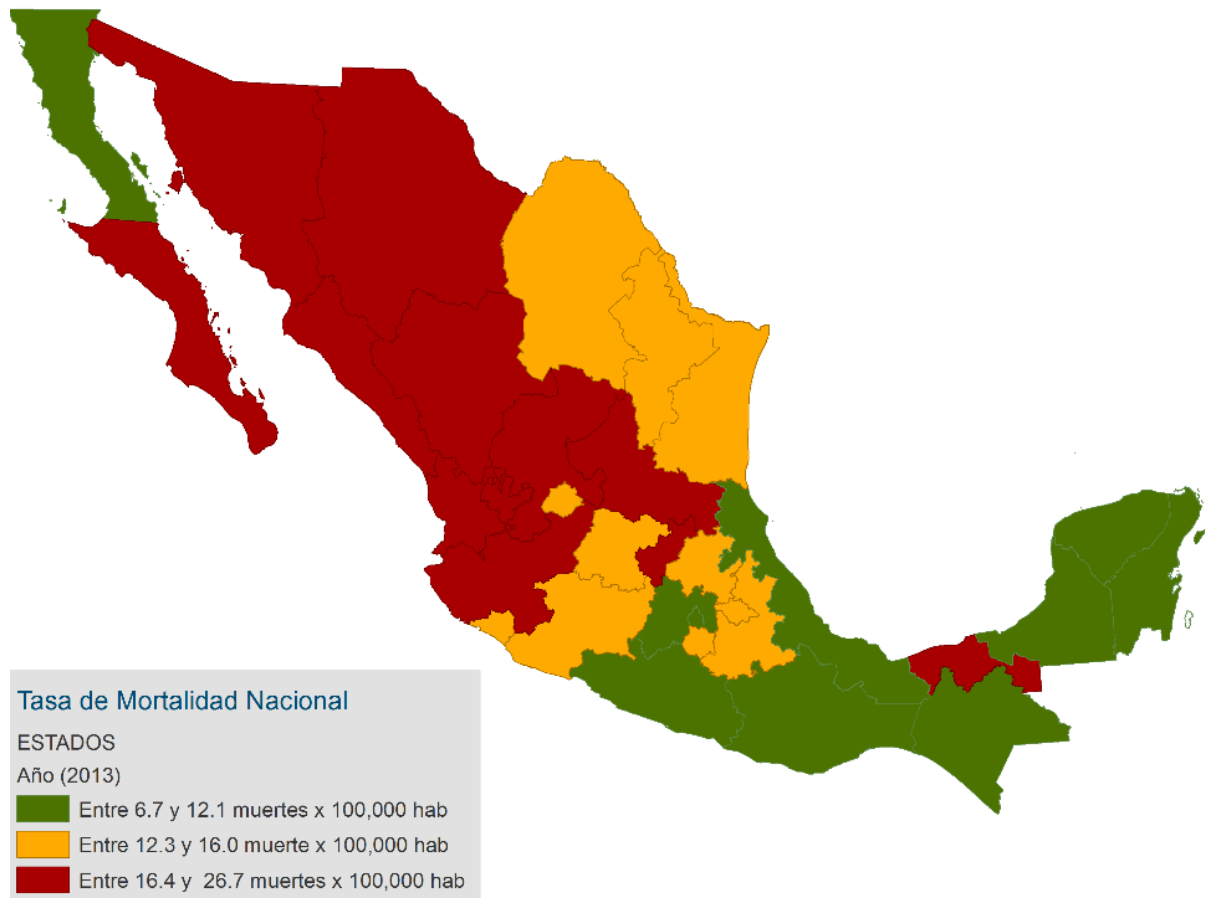 Tasa de Mortalidad Nacional
ESTADOS
Año (2013)
Entre 6.7 y 12.1 muertes x 100,000 hab
Entre 12.3 y 16.0 muerte x 100,000 hab
Entre 16.4 y 26.7 muertes x 100,000 hab